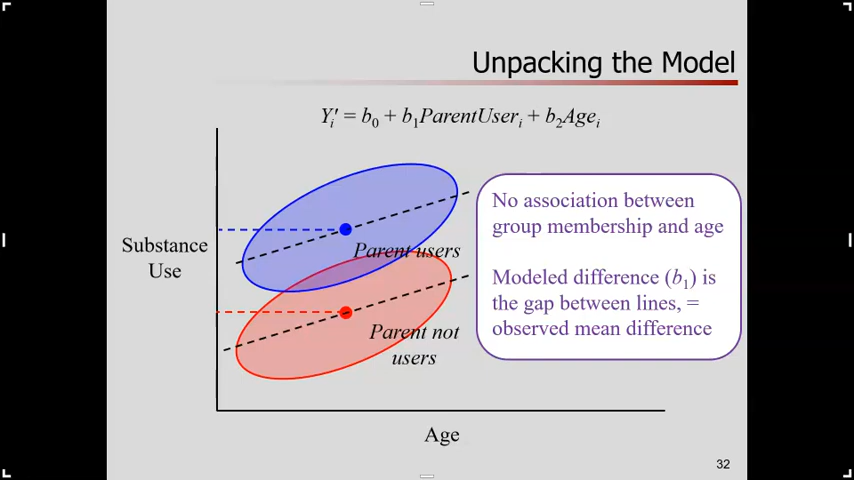 Unpacking the Model
Yᵢ′ = b₀ + b₁ParentUserᵢ + b₂Ageᵢ
No association between
group membership and age
Modeled difference (b₁) is
the gap between lines, =
observed mean difference
Substance
Use
Parent users
Parent not
users
Age
32